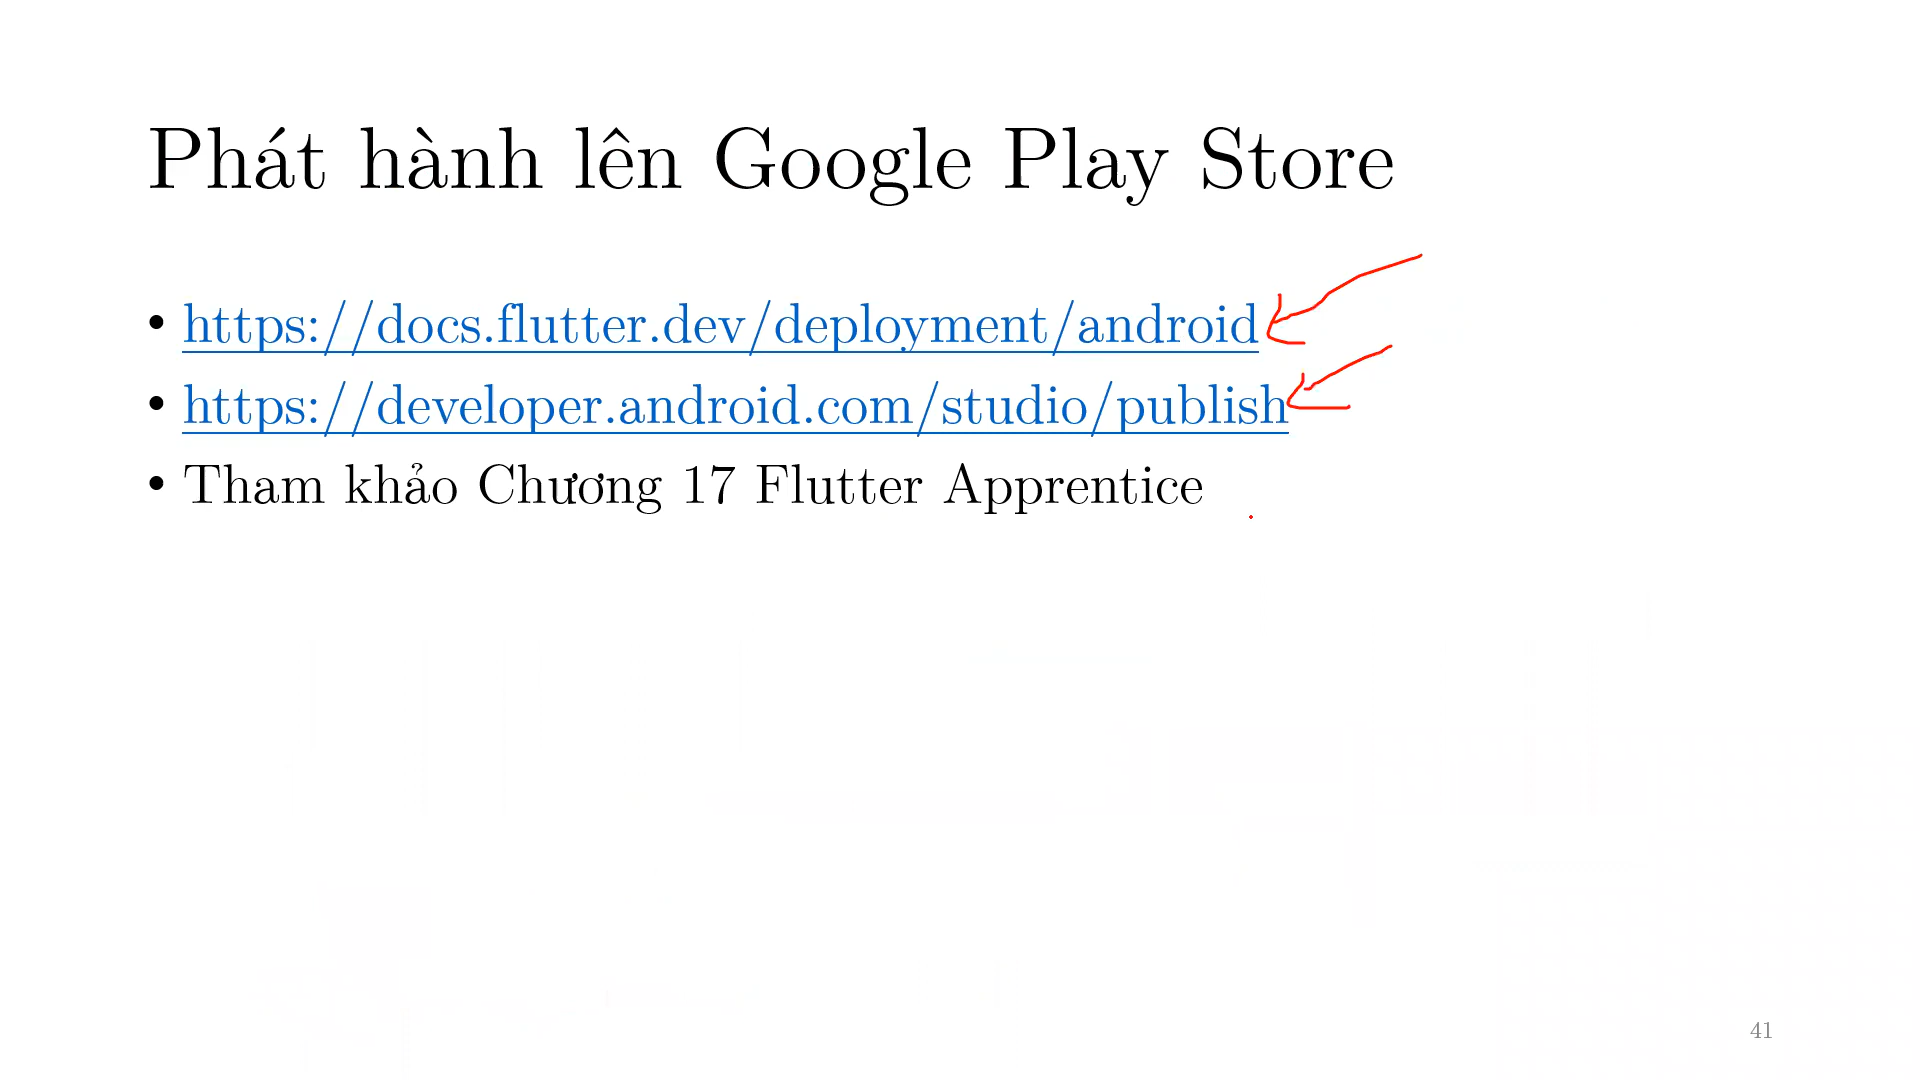 Phát hành lên Google Play Store
• https://docs.flutter.dev/deployment/android
• https://developer.android.com/studio/publish
• Tham khảo Chương 17 Flutter Apprentice
41